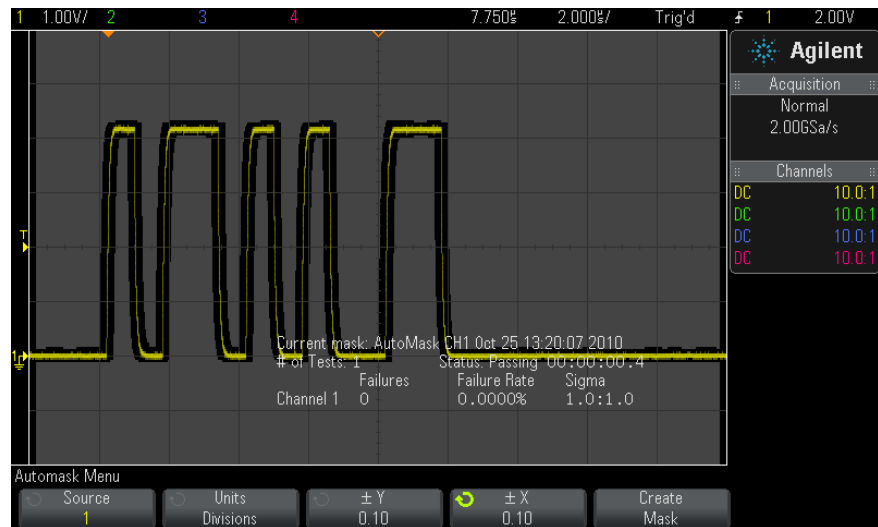 1 1.00V/ 2 3 4 7.750s 2.000s/ Trig'd 1 2.00V
Agilent
Acquisition
Normal
2.00GSa/s
Channels
DC 10.0:1
DC 10.0:1
DC 10.0:1
DC 10.0:1
T
1
Current mask: AutoMask CH1 Oct 25 13:20:07 2010
# of Tests: 1 Status: Passing 00:00:00.4
Failures Failure Rate Sigma
Channel 1 0 0.0000% 1.0:1.0
Automask Menu
Source Units ± Y ± X Create
1 Divisions 0.10 0.10 Mask